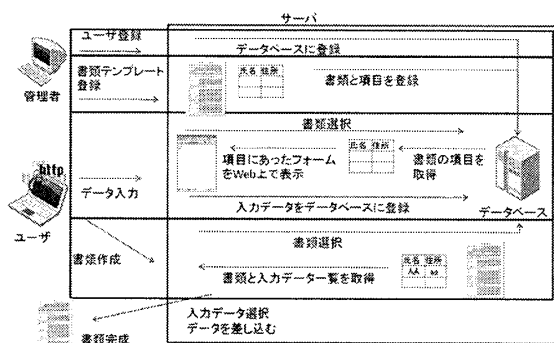 サーバ
ユーザ登録
データベースに登録
管理者
書類テンプレート
登録
氏名 住所
書類と項目を登録
書類選択
http
データ入力
項目にあったフォーム
をWeb上で表示
氏名 住所
書類の項目を
取得
入力データをデータベースに登録
データベース
ユーザ
書類作成
書類選択
書類と入力データ一覧を取得
氏名 住所
入力データ選択
データを差し込む
書類完成